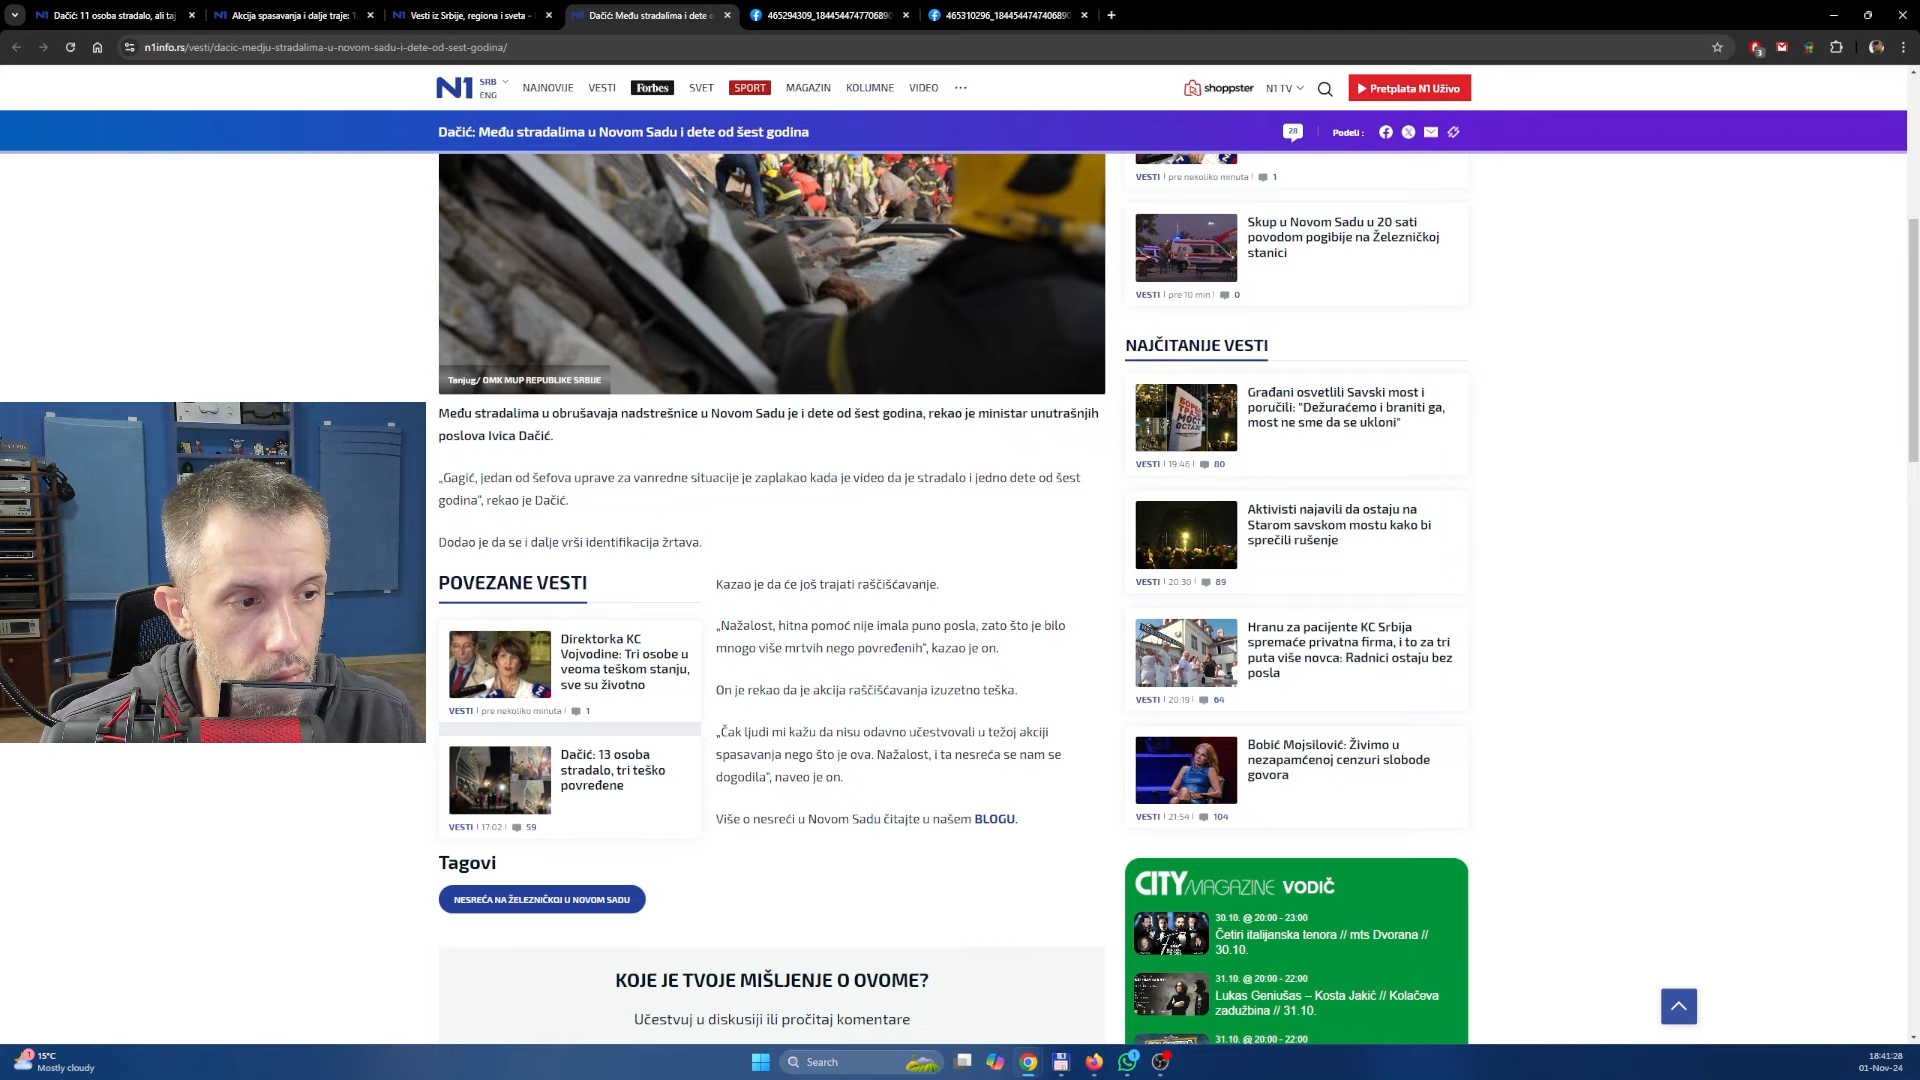 Dačić: 11 osoba stradalo, ali taj
Akcija spasavanja i dalje traje: 1
Vesti iz Srbije, regiona i sveta -
Dačić: Među stradalima i dete o
465294309_1844544747706890
465310296_1844544747406890
n1info.rs/vesti/dacic-medju-stradalima-u-novom-sadu-i-dete-od-sest-godina/
N1 SRB
ENG
NAJNOVIJE VESTI Forbes SVET SPORT MAGAZIN KOLUMNE VIDEO ...
shoppster N1 TV Pretplata N1 Uživo
Dačić: Među stradalima u Novom Sadu i dete od šest godina
28 Podeli :
Tanjug/ OMK MUP REPUBLIKE SRBIJE
Među stradalima u obrušavaja nadstrešnice u Novom Sadu je i dete od šest godina, rekao je ministar unutrašnjih
poslova Ivica Dačić.
„Gagić, jedan od šefova uprave za vanredne situacije je zaplakao kada je video da je stradalo i jedno dete od šest
godina“, rekao je Dačić.
Dodao je da se i dalje vrši identifikacija žrtava.
POVEZANE VESTI
Direktorka KC
Vojvodine: Tri osobe u
veoma teškom stanju,
sve su životno
VESTI | pre nekoliko minuta | 1
Dačić: 13 osoba
stradalo, tri teško
povređene
VESTI | 17:02 | 59
Kazao je da će još trajati raščišćavanje.
„Nažalost, hitna pomoć nije imala puno posla, zato što je bilo
mnogo više mrtvih nego povređenih“, kazao je on.
On je rekao da je akcija raščišćavanja izuzetno teška.
„Čak ljudi mi kažu da nisu odavno učestvovali u težoj akciji
spasavanja nego što je ova. Nažalost, i ta nesreća se nam se
dogodila“, naveo je on.
Više o nesreći u Novom Sadu čitajte u našem BLOGU.
Tagovi
NESREĆA NA ŽELEZNIČKOJ U NOVOM SADU
KOJE JE TVOJE MIŠLJENJE O OVOME?
Učestvuj u diskusiji ili pročitaj komentare
VESTI | pre nekoliko minuta | 1
Skup u Novom Sadu u 20 sati
povodom pogibije na Železničkoj
stanici
VESTI | pre 10 min | 0
NAJČITANIJE VESTI
Građani osvetlili Savski most i
poručili: "Dežuraćemo i braniti ga,
most ne sme da se ukloni"
VESTI | 19:46 | 80
Aktivisti najavili da ostaju na
Starom savskom mostu kako bi
sprečili rušenje
VESTI | 20:30 | 89
Hranu za pacijente KC Srbija
spremaće privatna firma, i to za tri
puta više novca: Radnici ostaju bez
posla
VESTI | 20:19 | 64
Bobić Mojsilović: Živimo u
nezapamćenoj cenzuri slobode
govora
VESTI | 21:54 | 104
CITY MAGAZINE VODIČ
30.10. @ 20:00 - 23:00
Četiri italijanska tenora // mts Dvorana //
30.10.
31.10. @ 20:00 - 22:00
Lukas Geniušas – Kosta Jakić // Kolačeva
zadužbina // 31.10.
31.10. @ 20:00 - 22:00
15°C
Mostly cloudy
Search
18:41:28
01-Nov-24